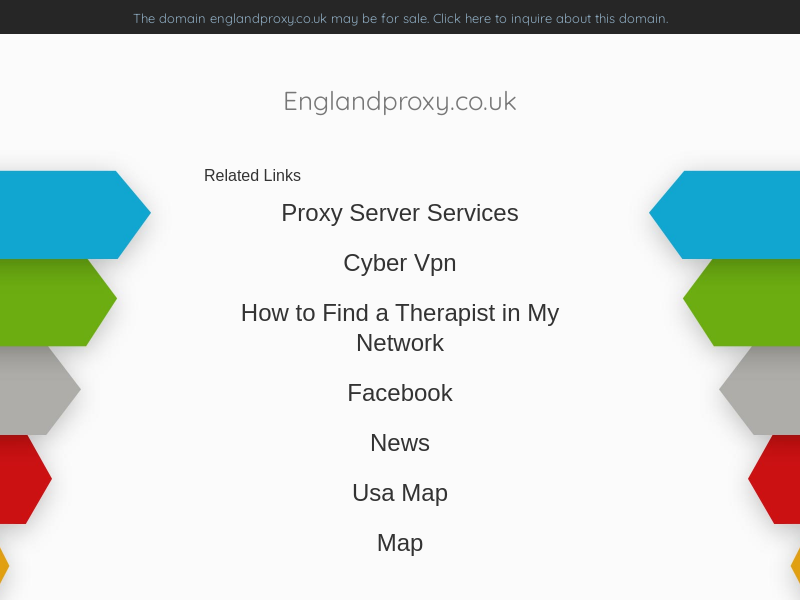 The domain englandproxy.co.uk may be for sale. Click here to inquire about this domain.
Englandproxy.co.uk
Related Links
Proxy Server Services
Cyber Vpn
How to Find a Therapist in My
Network
Facebook
News
Usa Map
Map